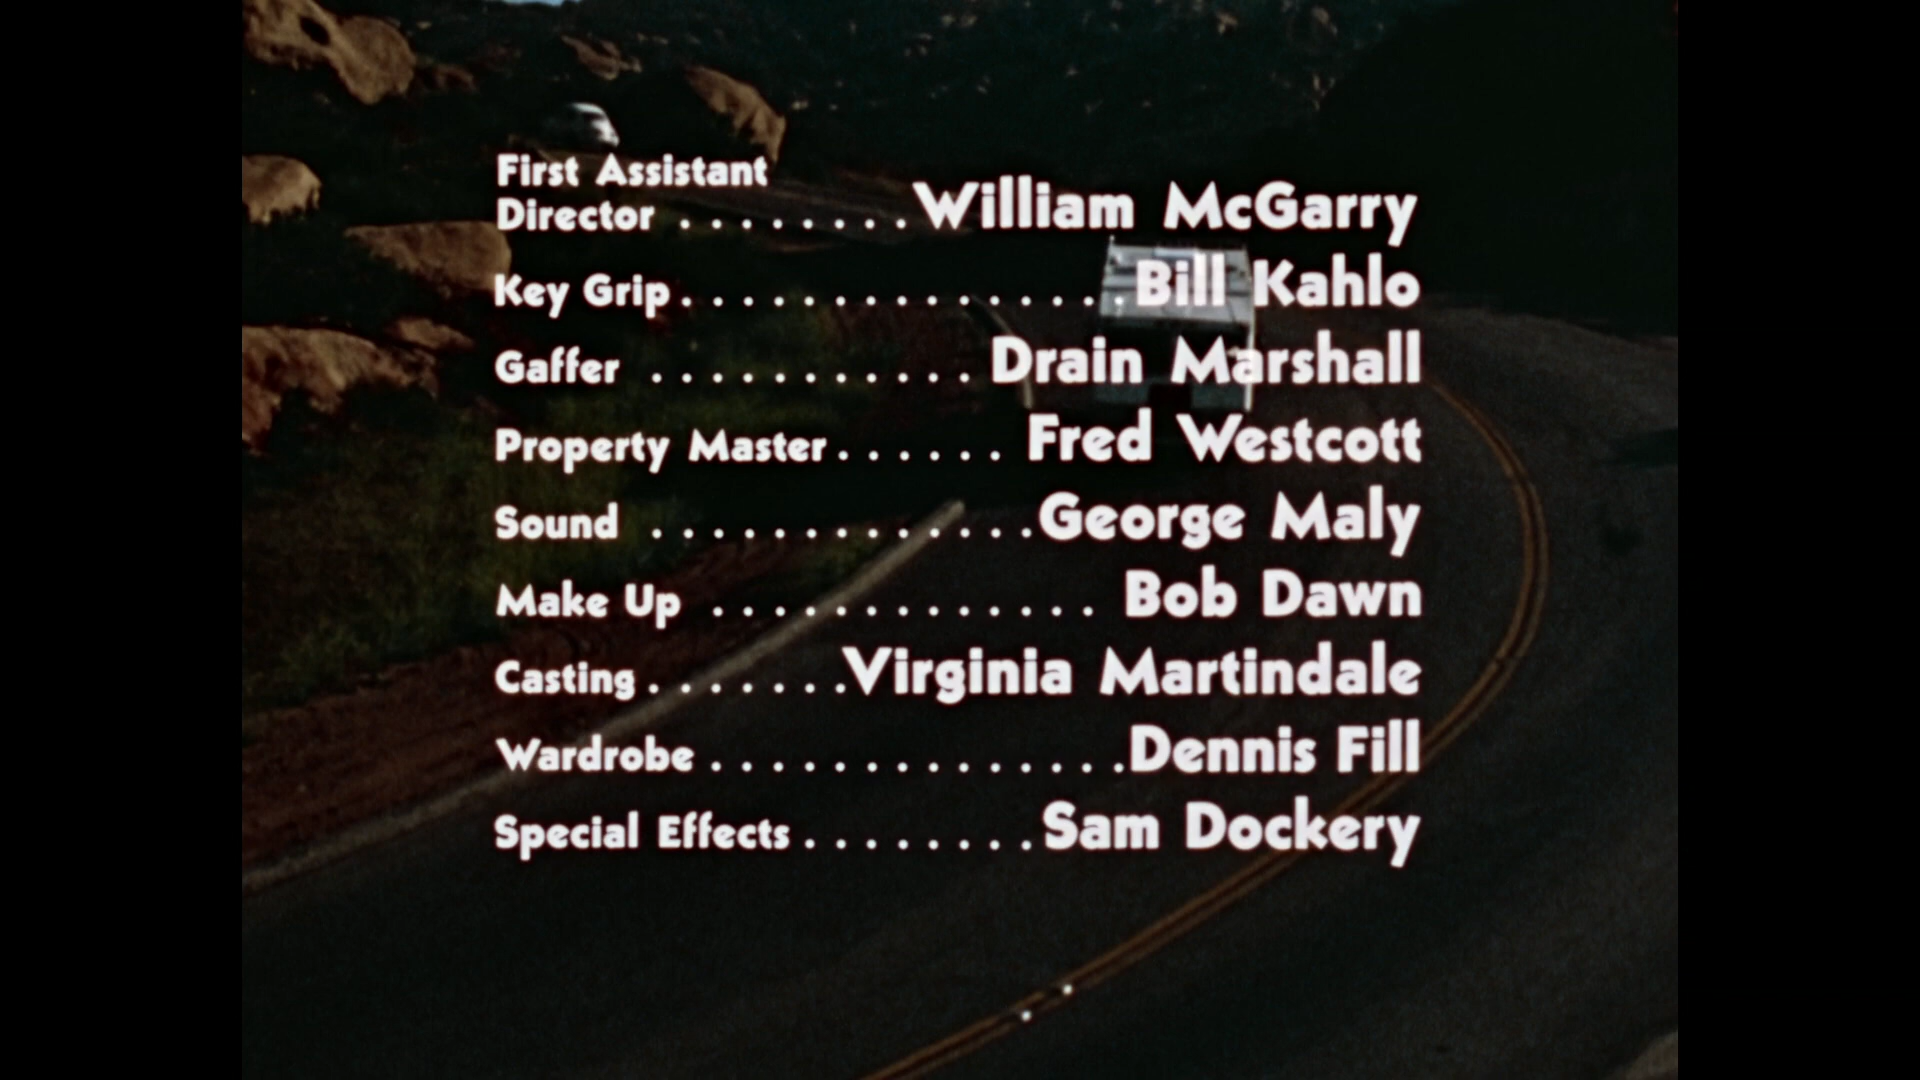 First Assistant
Director ........William McGarry
Key Grip...............Bill Kahlo
Gaffer ........... Drain Marshall
Property Master...... Fred Westcott
Sound .............George Maly
Make Up ............. Bob Dawn
Casting.......Virginia Martindale
Wardrobe..............Dennis Fill
Special Effects........Sam Dockery